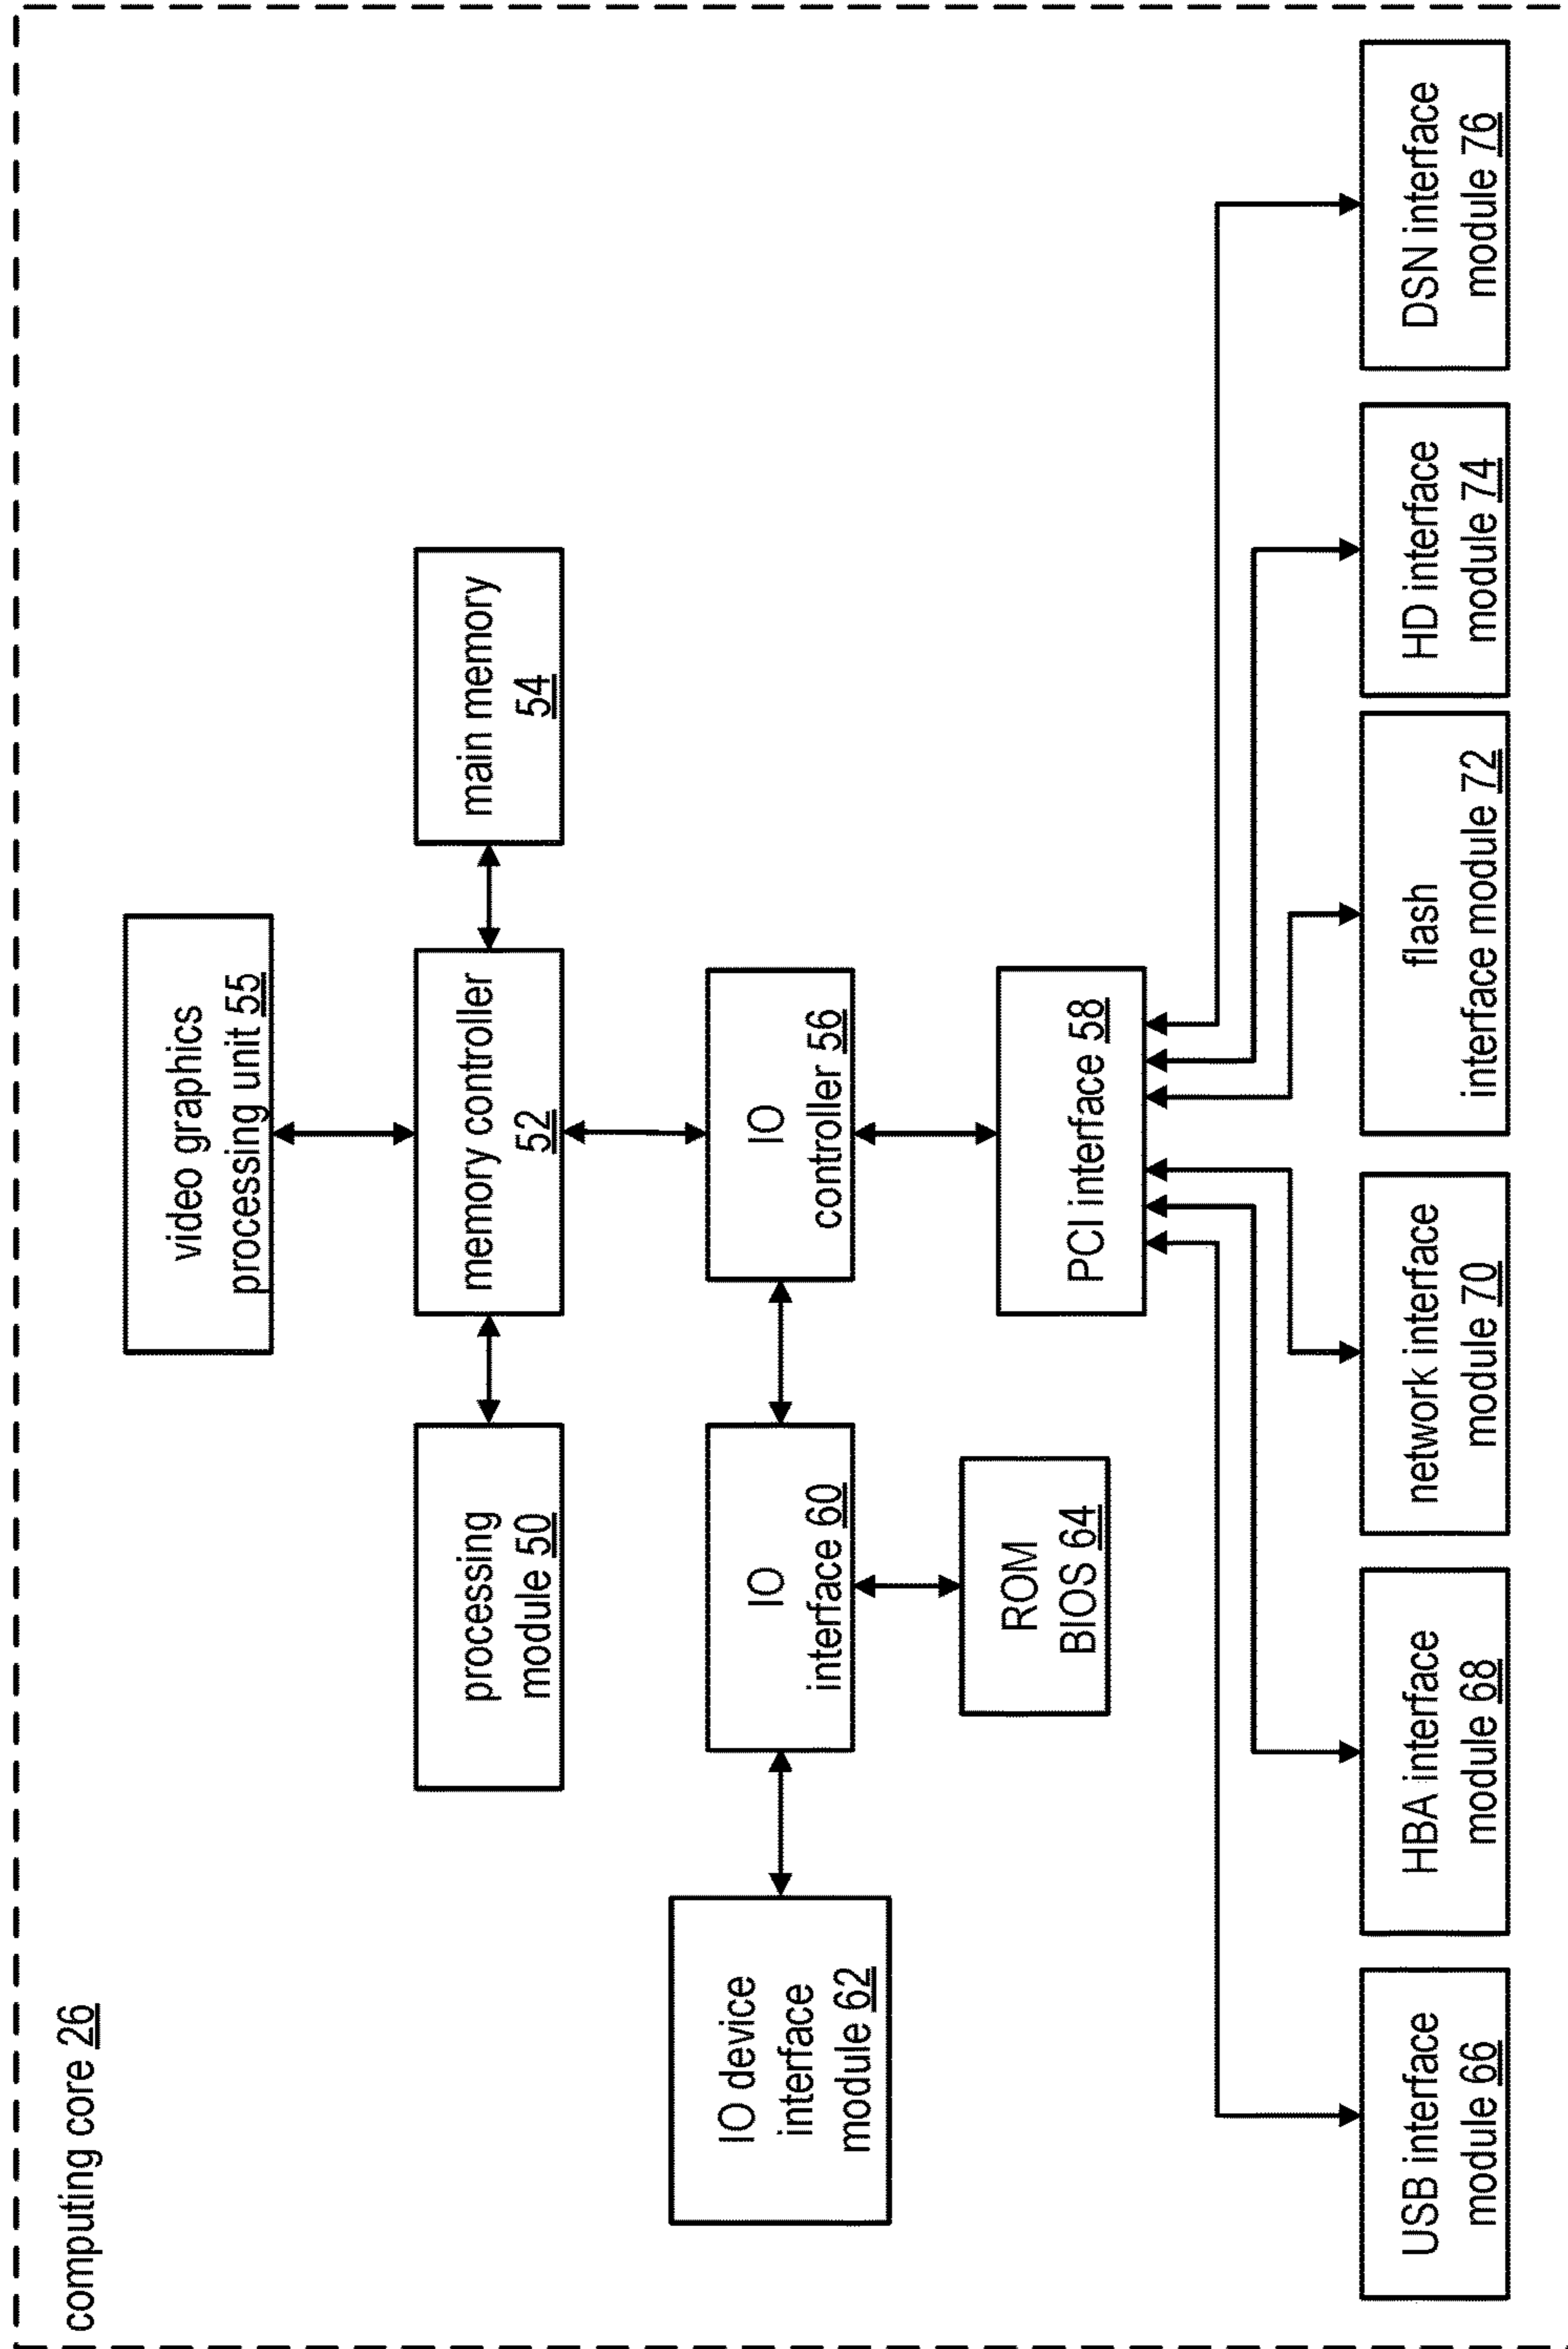 computing core 26
video graphics
processing unit 55
processing
module 50
memory controller
52
main memory
54
IO device
interface
module 62
IO
interface 60
IO
controller 56
ROM
BIOS 64
PCI interface 58
USB interface
module 66
HBA interface
module 68
network interface
module 70
flash
interface module 72
HD interface
module 74
DSN interface
module 76